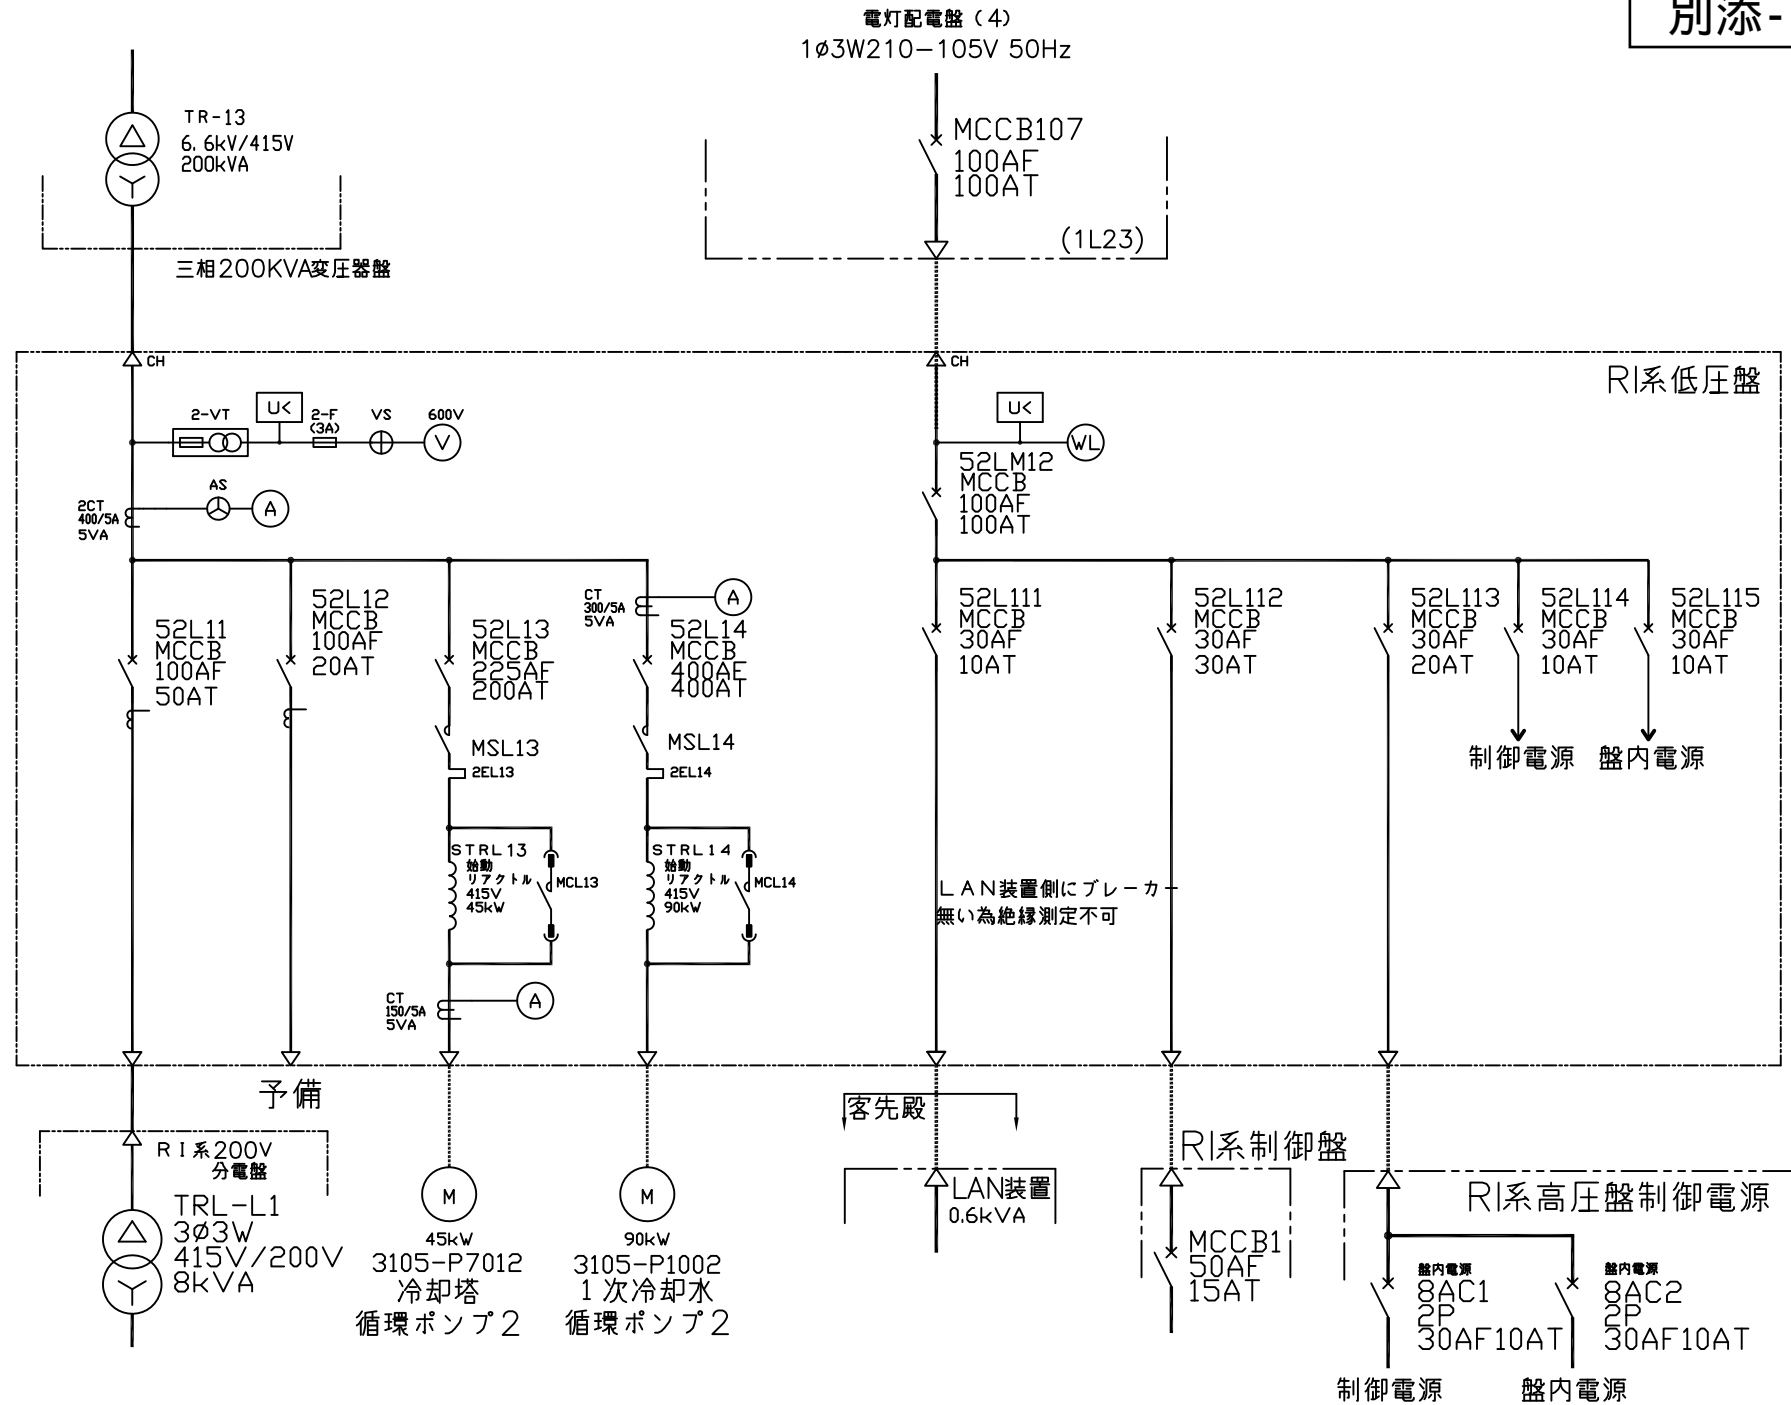 別添-
電灯配電盤（4）
1φ3W210-105V 50Hz
TR-13
6.6kV/415V
200kVA
三相200KVA変圧器盤
MCCB107
100AF
100AT
(1L23)
CH
CH
RI系低圧盤
2-VT
U<
2-F
(3A)
VS
600V
V
U<
WL
2CT
400/5A
5VA
AS
A
52LM12
MCCB
100AF
100AT
52L11
MCCB
100AF
50AT
52L12
MCCB
100AF
20AT
52L13
MCCB
225AF
200AT
CT
300/5A
5VA
A
52L14
MCCB
400AF
400AT
52L111
MCCB
30AF
10AT
52L112
MCCB
30AF
30AT
52L113
MCCB
30AF
20AT
52L114
MCCB
30AF
10AT
52L115
MCCB
30AF
10AT
制御電源
盤内電源
MSL13
2EL13
MSL14
2EL14
STRL13
始動
リアクトル
415V
45kW
MCL13
STRL14
始動
リアクトル
415V
90kW
MCL14
LAN装置側にブレーカー
無い為絶縁測定不可
CT
150/5A
5VA
A
予備
RI系200V
分電盤
TRL-L1
3φ3W
415V/200V
8kVA
M
45kW
3105-P7012
冷却塔
循環ポンプ2
M
90kW
3105-P1002
1次冷却水
循環ポンプ2
客先殿
LAN装置
0.6kVA
RI系制御盤
MCCB1
50AF
15AT
RI系高圧盤制御電源
盤内電源
8AC1
2P
30AF10AT
制御電源
盤内電源
8AC2
2P
30AF10AT
盤内電源